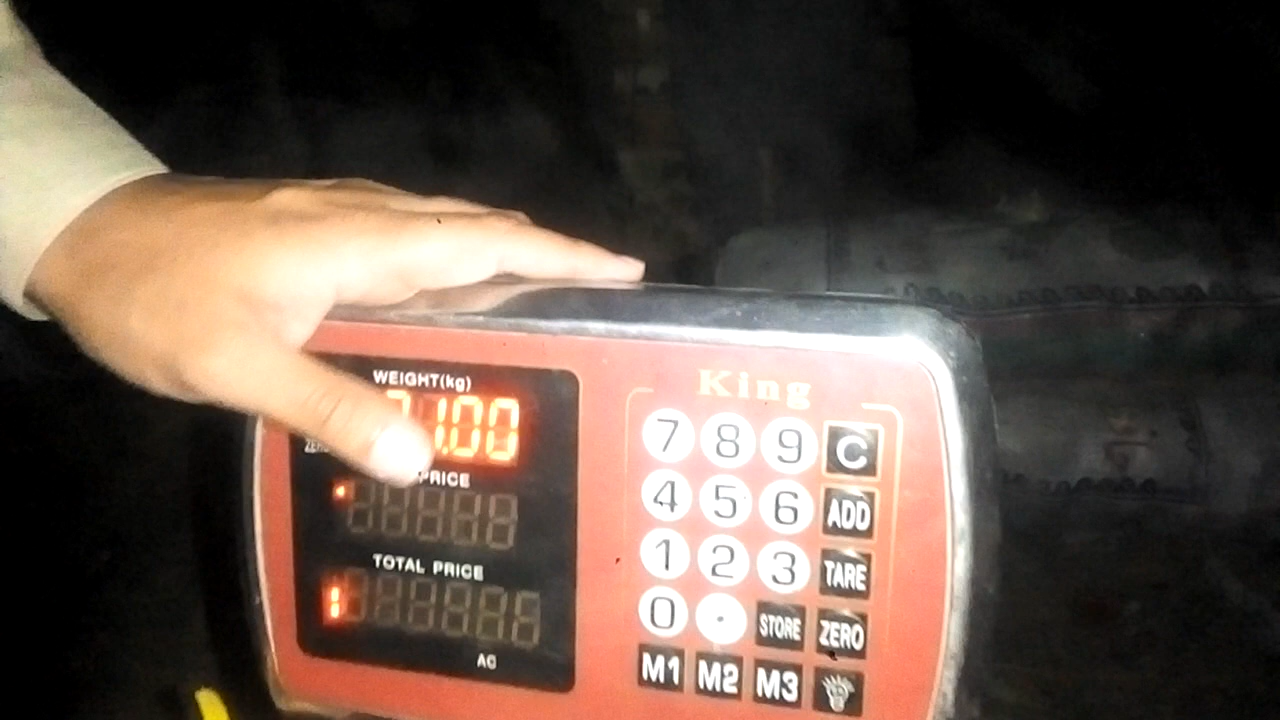 WEIGHT(kg)
King
7 8 9 C
PRICE
4 5 6 ADD
TOTAL PRICE
1 2 3 TARE
0 . STORE ZERO
AC
M1 M2 M3